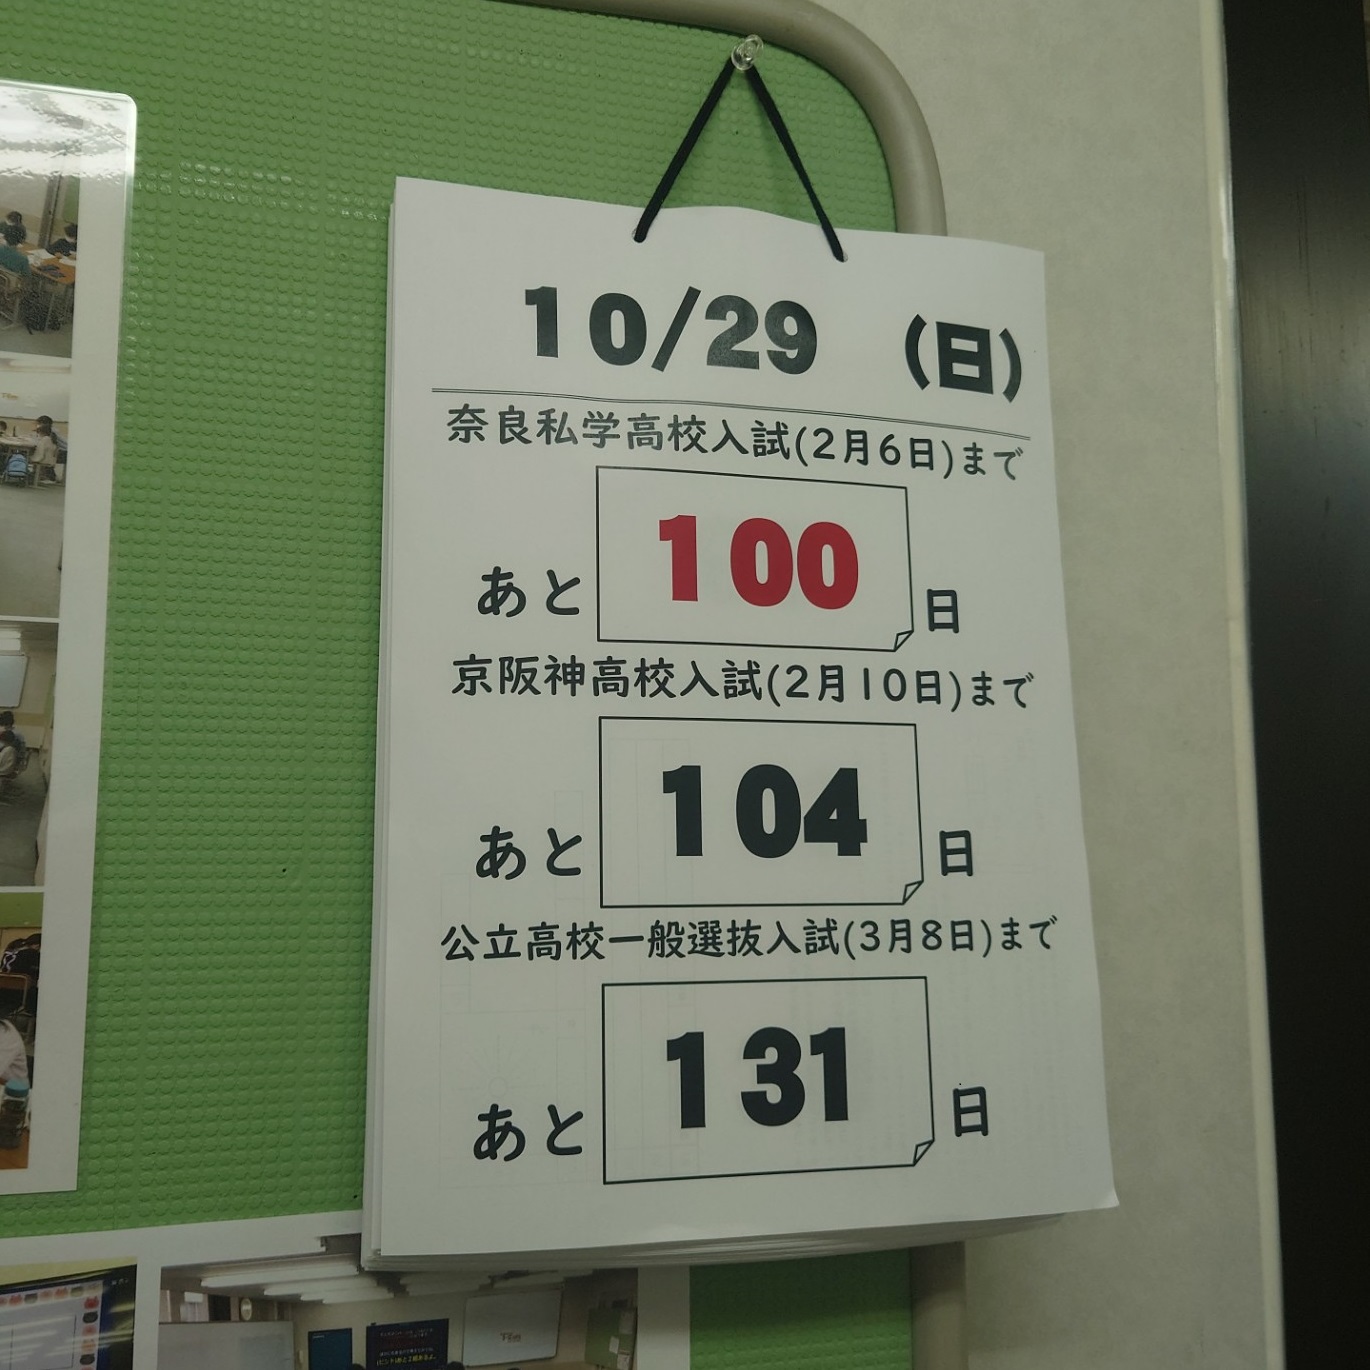 10/29　(日)
奈良私学高校入試(2月6日)まで
あと 100 日
京阪神高校入試(2月10日)まで
あと 104 日
公立高校一般選抜入試(3月8日)まで
あと 131 日